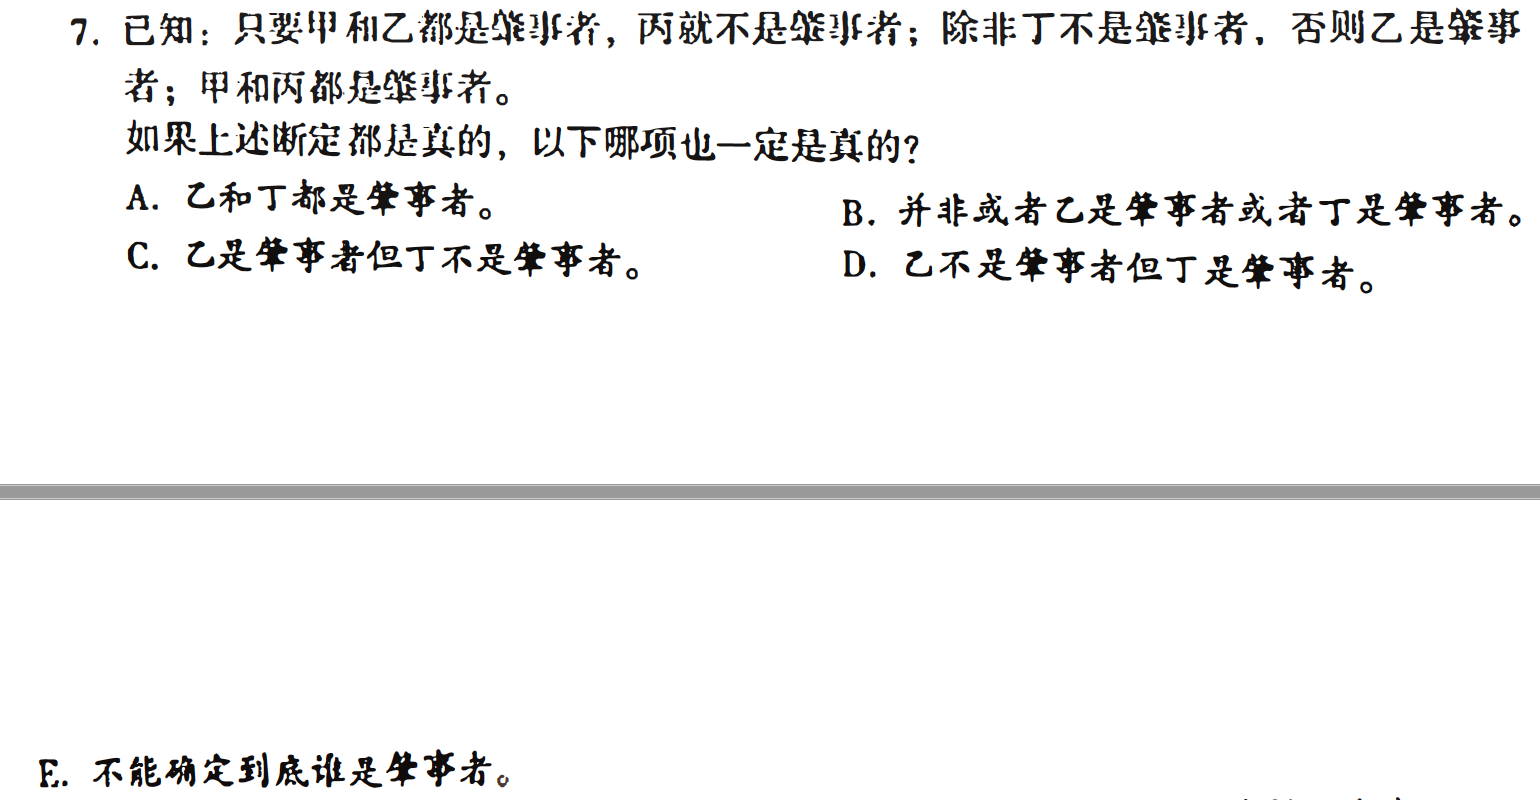 7. 已知：只要甲和乙都是肇事者，丙就不是肇事者；除非丁不是肇事者，否则乙是肇事
者；甲和丙都是肇事者。
如果上述断定都是真的，以下哪项也一定是真的？
A. 乙和丁都是肇事者。
B. 并非或者乙是肇事者或者丁是肇事者。
C. 乙是肇事者但丁不是肇事者。
D. 乙不是肇事者但丁是肇事者。
E. 不能确定到底谁是肇事者。